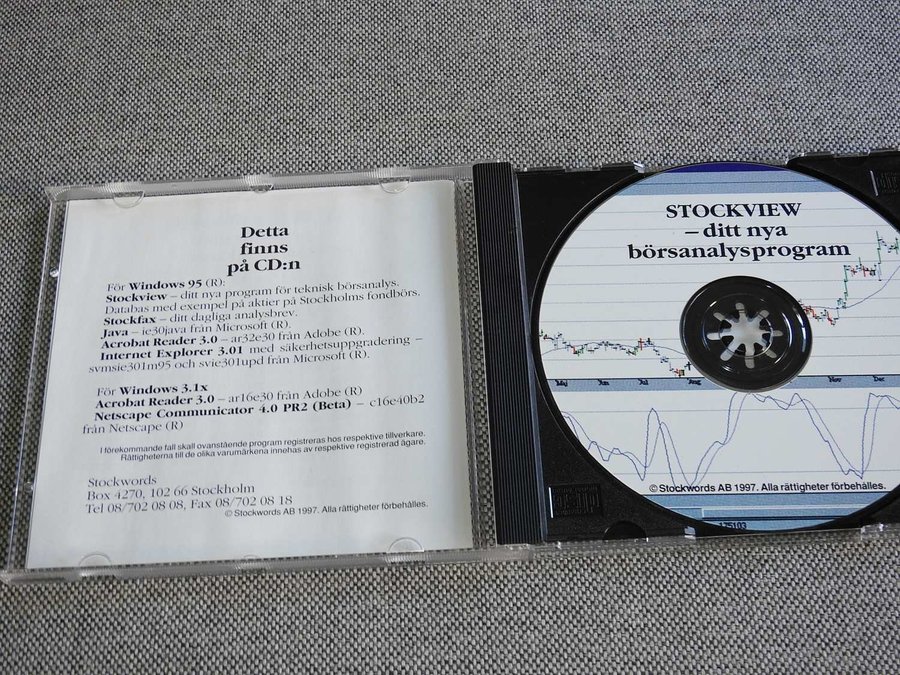 Detta
finns
på CD:n
För Windows 95 (R):
Stockview – ditt nya program för teknisk börsanalys.
Databas med exempel på aktier på Stockholms fondbörs.
Stockfax – ditt dagliga analysbrev.
Java – ie30java från Microsoft (R).
Acrobat Reader 3.0 – ar32e30 från Adobe (R).
Internet Explorer 3.01 med säkerhetsuppgradering –
svmsie301m95 och svie301upd från Microsoft (R).
För Windows 3.1x
Acrobat Reader 3.0 – ar16e30 från Adobe (R)
Netscape Communicator 4.0 PR2 (Beta) – c16e40b2
från Netscape (R)
I förekommande fall skall ovanstående program registreras hos respektive tillverkare.
Rättigheterna till de olika varumärkena innehas av respektive registrerad ägare.
Stockwords
Box 4270, 102 66 Stockholm
Tel 08/702 08 08, Fax 08/702 08 18
© Stockwords AB 1997. Alla rättigheter förbehålles.
STOCKVIEW
– ditt nya
börsanalysprogram
Maj Jun Jul Aug Nov Dec
© Stockwords AB 1997. Alla rättigheter förbehålles.
175103